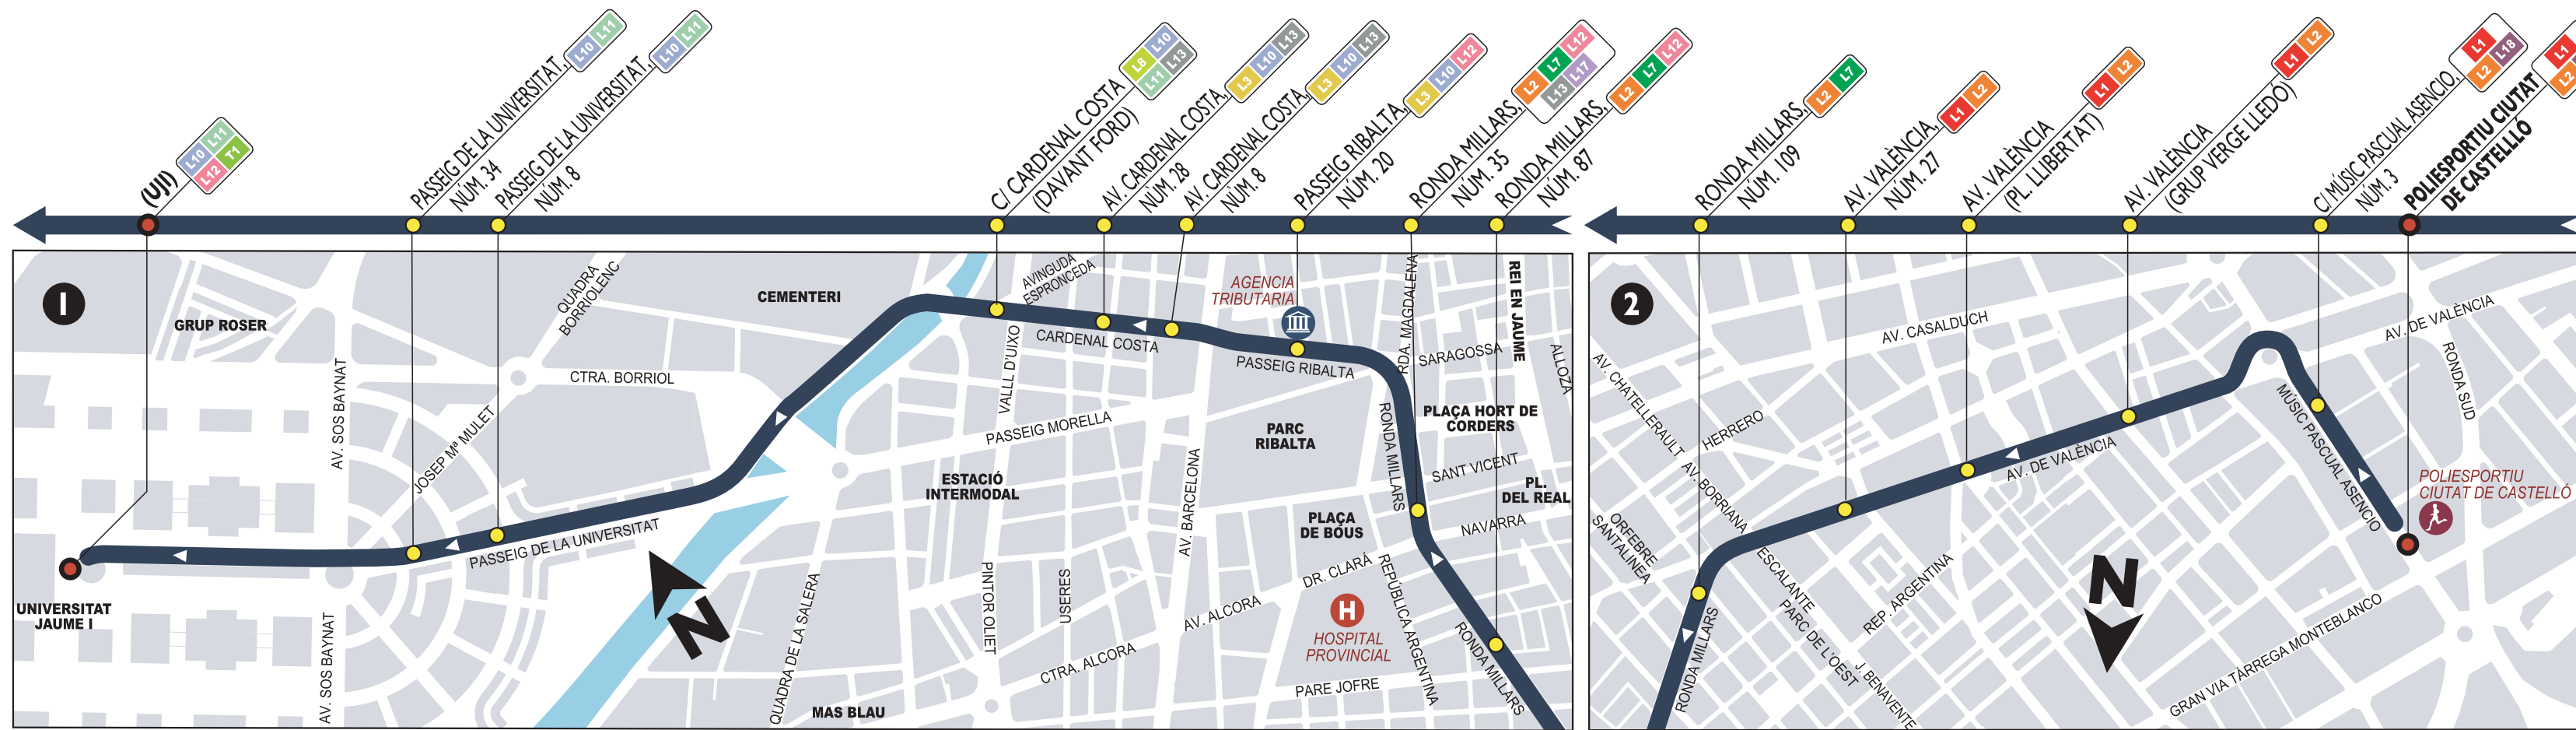 (UJI)
L10 L11
L12 T1
PASSEIG DE LA UNIVERSITAT,
NÚM. 34
L10 L11
PASSEIG DE LA UNIVERSITAT,
NÚM. 8
L10 L11
C/ CARDENAL COSTA
(DAVANT FORD)
L8 L10
L11 L13
AV. CARDENAL COSTA,
NÚM. 28
L3 L10 L13
AV. CARDENAL COSTA,
NÚM. 8
L3 L10 L13
PASSEIG RIBALTA,
NÚM. 20
L3 L10 L12
RONDA MILLARS,
NÚM. 35
L2 L7 L12
L13 L17
RONDA MILLARS,
NÚM. 87
L2 L7 L12
RONDA MILLARS,
NÚM. 109
L2 L7
AV. VALÈNCIA,
NÚM. 27
L1 L2
AV. VALÈNCIA
(PL. LLIBERTAT)
L1 L2
AV. VALÈNCIA
(GRUP VERGE LLEDÓ)
L1 L2
C/ MÚSIC PASCUAL ASENCIO,
NÚM. 3
L1 L18
L2
POLIESPORTIU CIUTAT
DE CASTELLÓ
L1
L2
1
GRUP ROSER
QUADRA
BORRIOLENC
CEMENTERI
AVINGUDA
ESPRONCEDA
AGENCIA
TRIBUTARIA
RDA. MAGDALENA
REI EN JAUME
AV. SOS BAYNAT
CTRA. BORRIOL
JOSEP Mª MULET
VALLL D'UIXO
CARDENAL COSTA
PASSEIG RIBALTA
SARAGOSSA
ALLOZA
PASSEIG MORELLA
PARC
RIBALTA
RONDA MILLARS
PLAÇA HORT DE
CORDERS
ESTACIÓ
INTERMODAL
AV. BARCELONA
SANT VICENT
PL.
DEL REAL
PLAÇA
DE BOUS
NAVARRA
PASSEIG DE LA UNIVERSITAT
UNIVERSITAT
JAUME I
AV. SOS BAYNAT
N
QUADRA DE LA SALERA
MAS BLAU
PINTOR OLIET
USERES
CTRA. ALCORA
AV. ALCORA
DR. CLARÁ
H
HOSPITAL
PROVINCIAL
PARE JOFRE
REPÚBLICA ARGENTINA
RONDA MILLARS
2
AV. CASALDUCH
AV. DE VALÈNCIA
RONDA SUD
AV. CHATELLERAULT
HERRERO
AV. BORRIANA
MÚSIC PASCUAL ASENCIO
AV. DE VALÈNCIA
POLIESPORTIU
CIUTAT DE CASTELLÓ
ORFEBRE
SANTALINEA
ESCALANTE
PARC DE L'OEST
REP. ARGENTINA
J. BENAVENTE
RONDA MILLARS
N
GRAN VIA TÀRREGA MONTEBLANCO